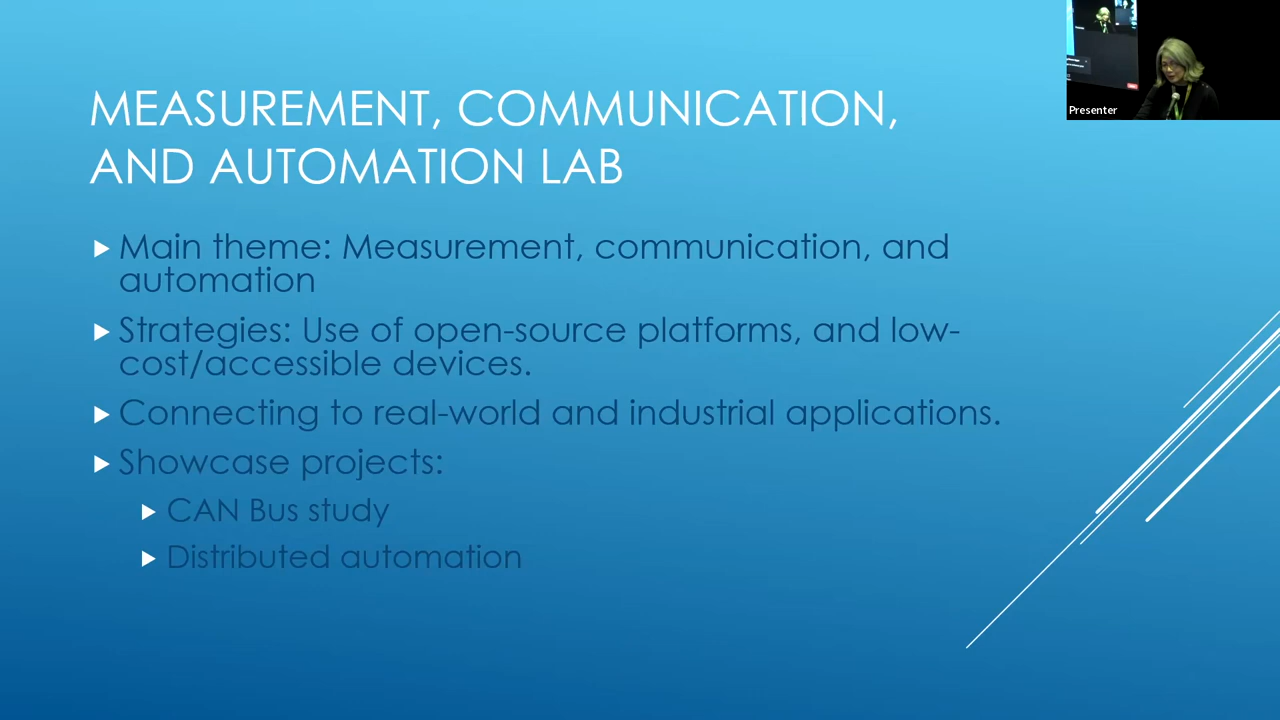 MEASUREMENT, COMMUNICATION,
AND AUTOMATION LAB
Main theme: Measurement, communication, and
automation
Strategies: Use of open-source platforms, and low-
cost/accessible devices.
Connecting to real-world and industrial applications.
Showcase projects:
CAN Bus study
Distributed automation
Presenter